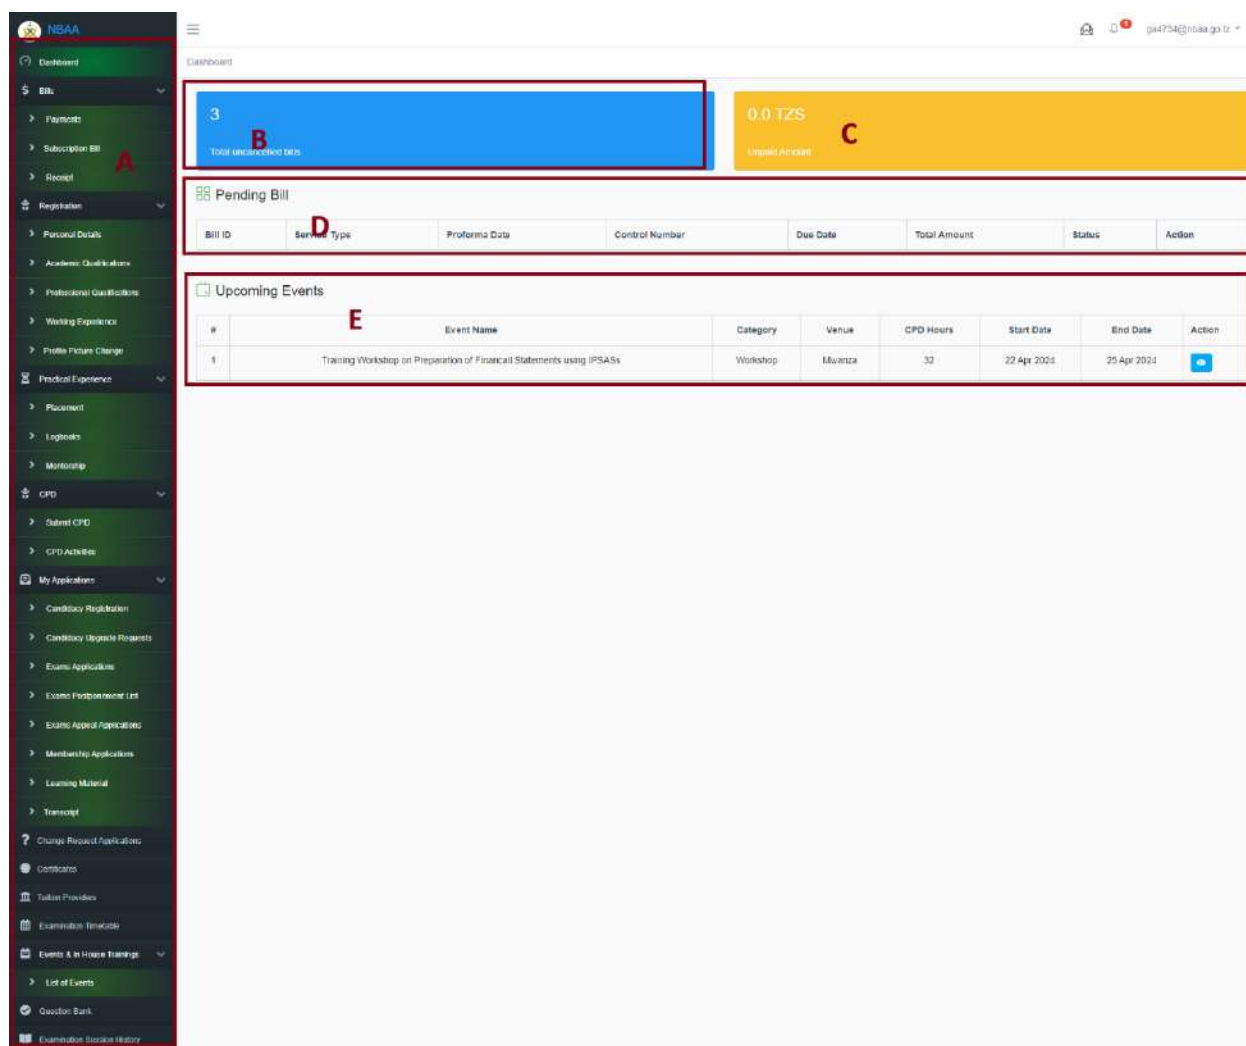 NBAA
Dashboard
$ Bills
Payments
Subscription Bill
A
Receipt
Registration
Personal Details
Academic Qualifications
Professional Qualifications
Working Experience
Profile Picture Change
Practical Experience
Placement
Logbooks
Mentorship
CPD
Submit CPD
CPD Activities
My Applications
Candidacy Registration
Candidacy Upgrade Requests
Exams Applications
Exams Postponement List
Exams Appeal Applications
Membership Applications
Learning Material
Transcript
? Change Request Applications
Certificates
Tuition Providers
Examination Timetable
Events & In House Trainings
List of Events
Question Bank
Examination Session History
Dashboard
3
B
Total uncancelled bills
0.0 TZS
C
Unpaid Amount
Pending Bill
D
Bill ID Service Type Proforma Date Control Number Due Date Total Amount Status Action
Upcoming Events
E
# Event Name Category Venue CPD Hours Start Date End Date Action
1 Training Workshop on Preparation of Financail Statements using IPSASs Workshop Mwanza 32 22 Apr 2024 25 Apr 2024